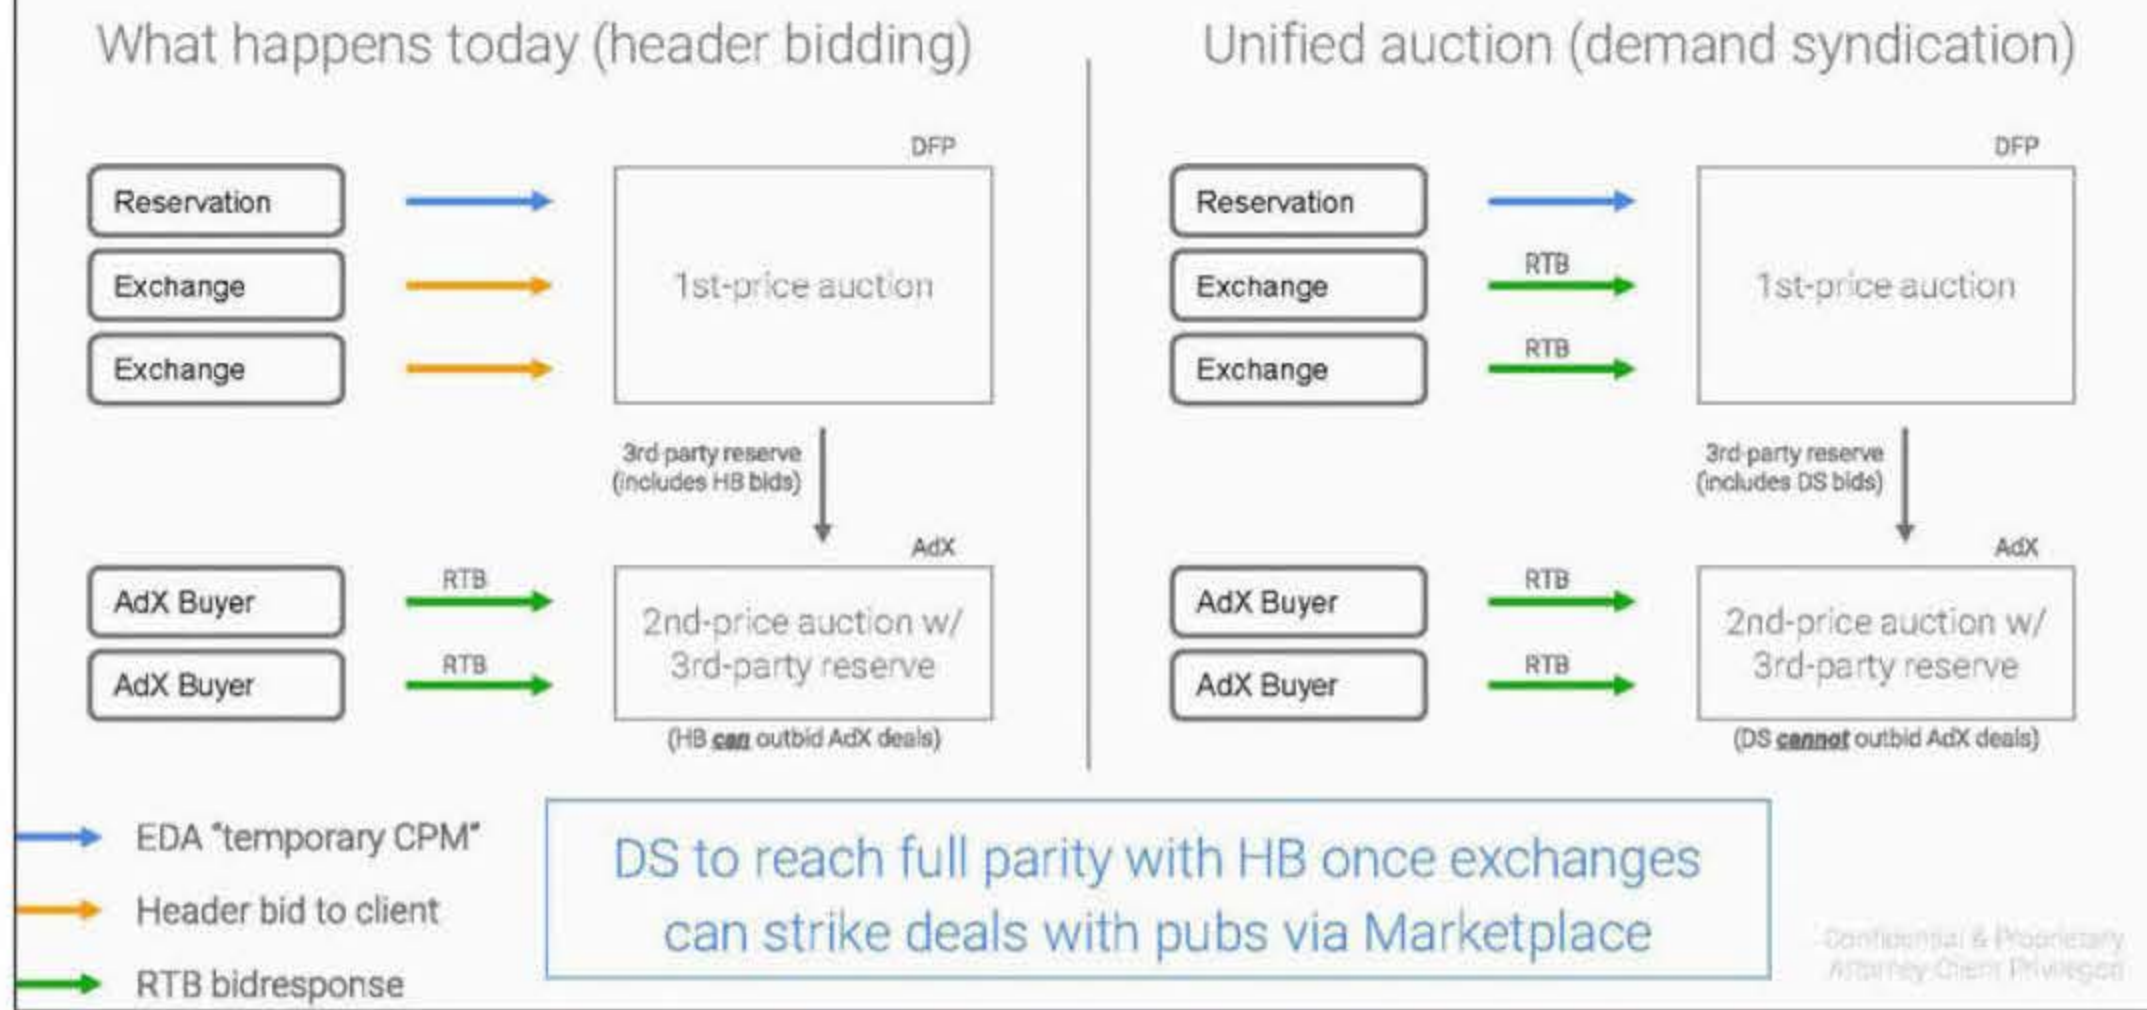 What happens today (header bidding)
DFP
Reservation
Exchange
Exchange
1st-price auction
3rd-party reserve
(includes HB bids)
AdX
AdX Buyer
RTB
AdX Buyer
RTB
2nd-price auction w/
3rd-party reserve
(HB can outbid AdX deals)
Unified auction (demand syndication)
DFP
Reservation
Exchange
RTB
Exchange
RTB
1st-price auction
3rd-party reserve
(includes DS bids)
AdX
AdX Buyer
RTB
AdX Buyer
RTB
2nd-price auction w/
3rd-party reserve
(DS cannot outbid AdX deals)
EDA "temporary CPM"
Header bid to client
RTB bidresponse
DS to reach full parity with HB once exchanges
can strike deals with pubs via Marketplace
Confidential & Proprietary
Attorney-Client Privileged